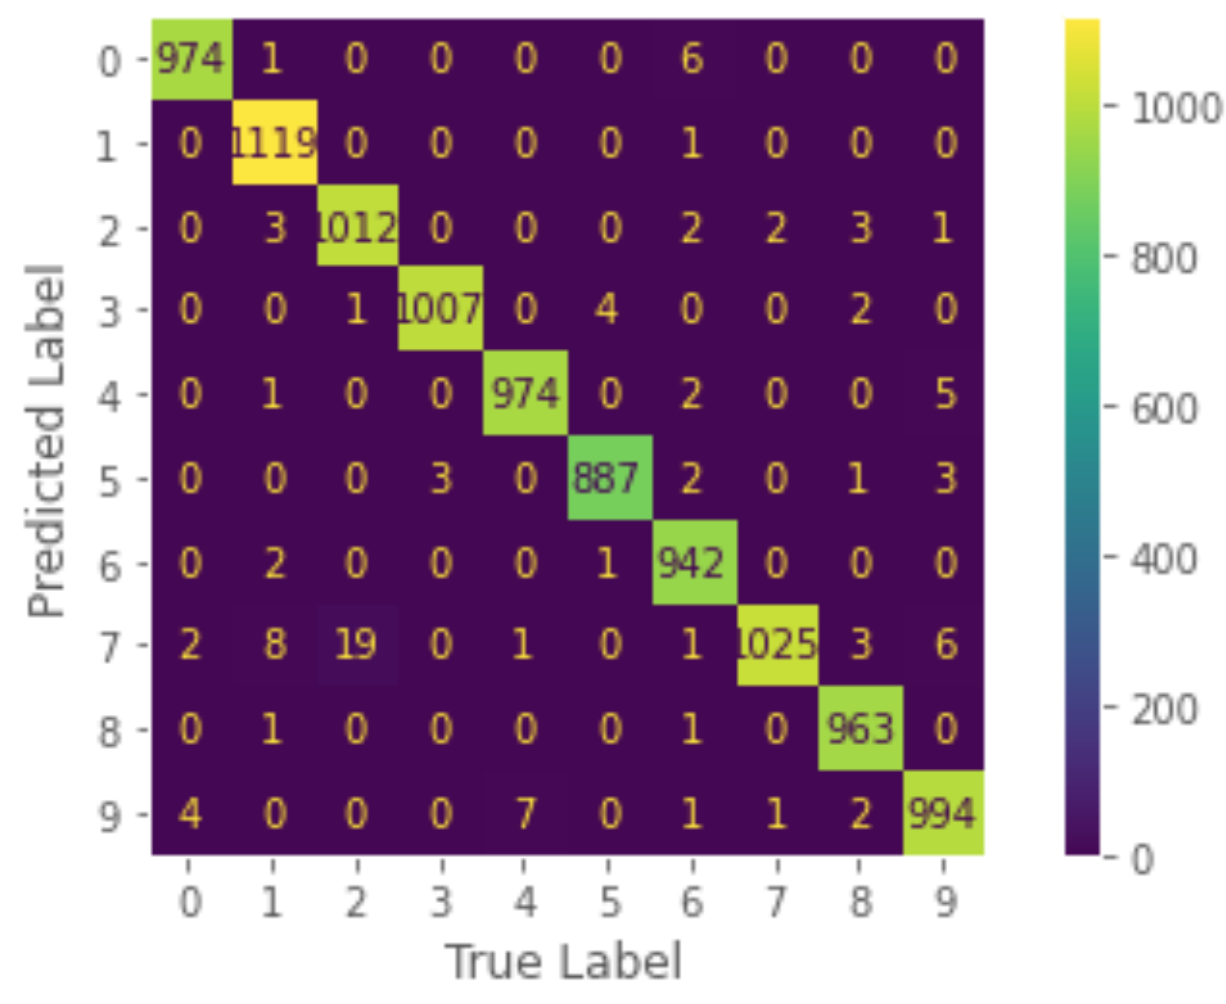 0 974 1 0 0 0 0 6 0 0 0
1 0 1119 0 0 0 0 1 0 0 0
2 0 3 1012 0 0 0 2 2 3 1
3 0 0 1 1007 0 4 0 0 2 0
4 0 1 0 0 974 0 2 0 0 5
5 0 0 0 3 0 887 2 0 1 3
6 0 2 0 0 0 1 942 0 0 0
7 2 8 19 0 1 0 1 1025 3 6
8 0 1 0 0 0 0 1 0 963 0
9 4 0 0 0 7 0 1 1 2 994
0 1 2 3 4 5 6 7 8 9
True Label
Predicted Label
1000
800
600
400
200
0